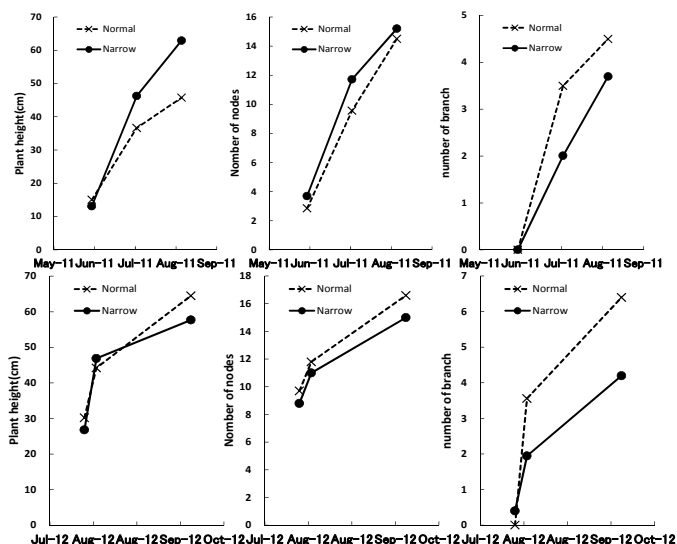 Plant height(cm)
70
60
50
40
30
20
10
0
Normal
Narrow
May-11 Jun-11 Jul-11 Aug-11 Sep-11
Nomber of nodes
16
14
12
10
8
6
4
2
0
Normal
Narrow
May-11 Jun-11 Jul-11 Aug-11 Sep-11
number of branch
5
4
3
2
1
0
Normal
Narrow
May-11 Jun-11 Jul-11 Aug-11 Sep-11
Plant height(cm)
70
60
50
40
30
20
10
0
Normal
Narrow
Jul-12 Aug-12 Aug-12 Sep-12 Oct-12
Nomber of nodes
18
16
14
12
10
8
6
4
2
0
Normal
Narrow
Jul-12 Aug-12 Aug-12 Sep-12 Oct-12
number of branch
7
6
5
4
3
2
1
0
Normal
Narrow
Jul-12 Aug-12 Aug-12 Sep-12 Oct-12